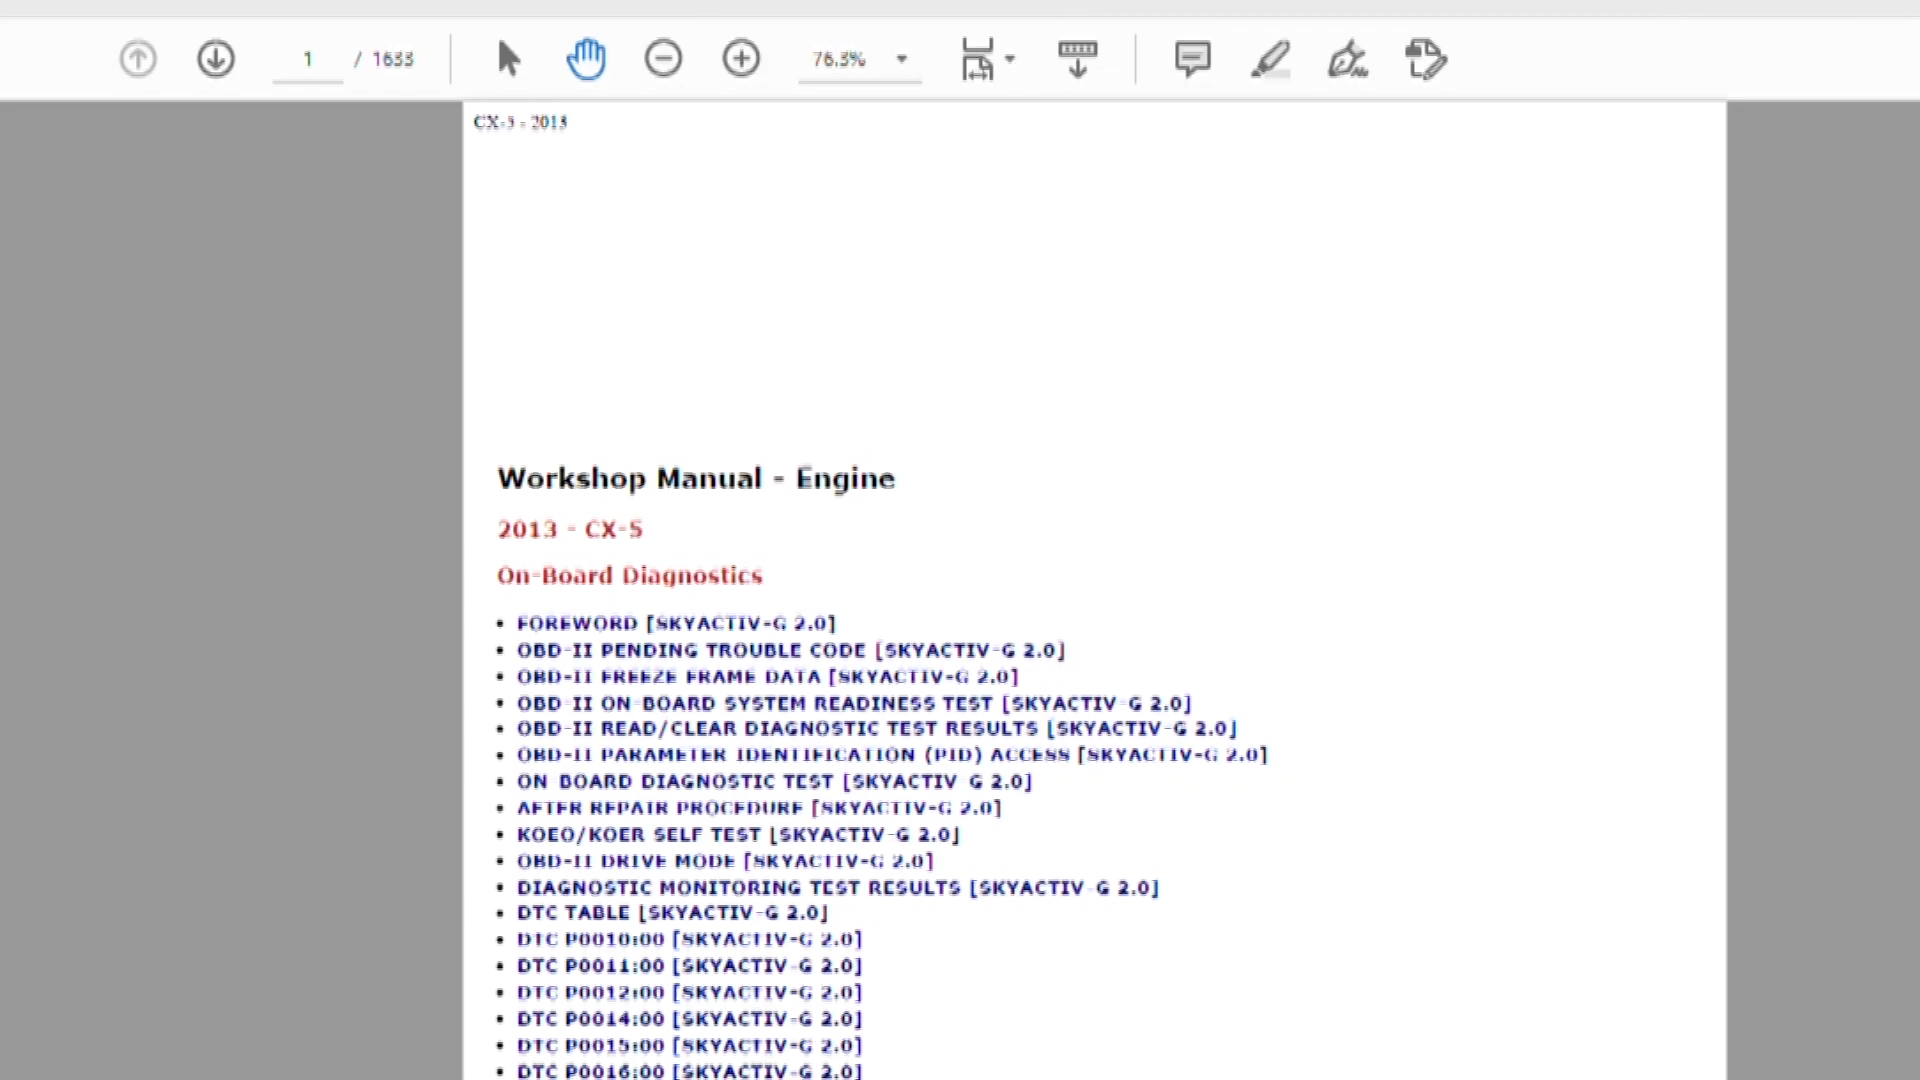 1 / 1633 76.3%
CX-5 - 2013
Workshop Manual - Engine
2013 - CX-5
On-Board Diagnostics
• FOREWORD [SKYACTIV-G 2.0]
• OBD-II PENDING TROUBLE CODE [SKYACTIV-G 2.0]
• OBD-II FREEZE FRAME DATA [SKYACTIV-G 2.0]
• OBD-II ON-BOARD SYSTEM READINESS TEST [SKYACTIV-G 2.0]
• OBD-II READ/CLEAR DIAGNOSTIC TEST RESULTS [SKYACTIV-G 2.0]
• OBD-II PARAMETER IDENTIFICATION (PID) ACCESS [SKYACTIV-G 2.0]
• ON-BOARD DIAGNOSTIC TEST [SKYACTIV-G 2.0]
• AFTER REPAIR PROCEDURE [SKYACTIV-G 2.0]
• KOEO/KOER SELF TEST [SKYACTIV-G 2.0]
• OBD-II DRIVE MODE [SKYACTIV-G 2.0]
• DIAGNOSTIC MONITORING TEST RESULTS [SKYACTIV-G 2.0]
• DTC TABLE [SKYACTIV-G 2.0]
• DTC P0010:00 [SKYACTIV-G 2.0]
• DTC P0011:00 [SKYACTIV-G 2.0]
• DTC P0012:00 [SKYACTIV-G 2.0]
• DTC P0014:00 [SKYACTIV-G 2.0]
• DTC P0015:00 [SKYACTIV-G 2.0]
• DTC P0016:00 [SKYACTIV-G 2.0]